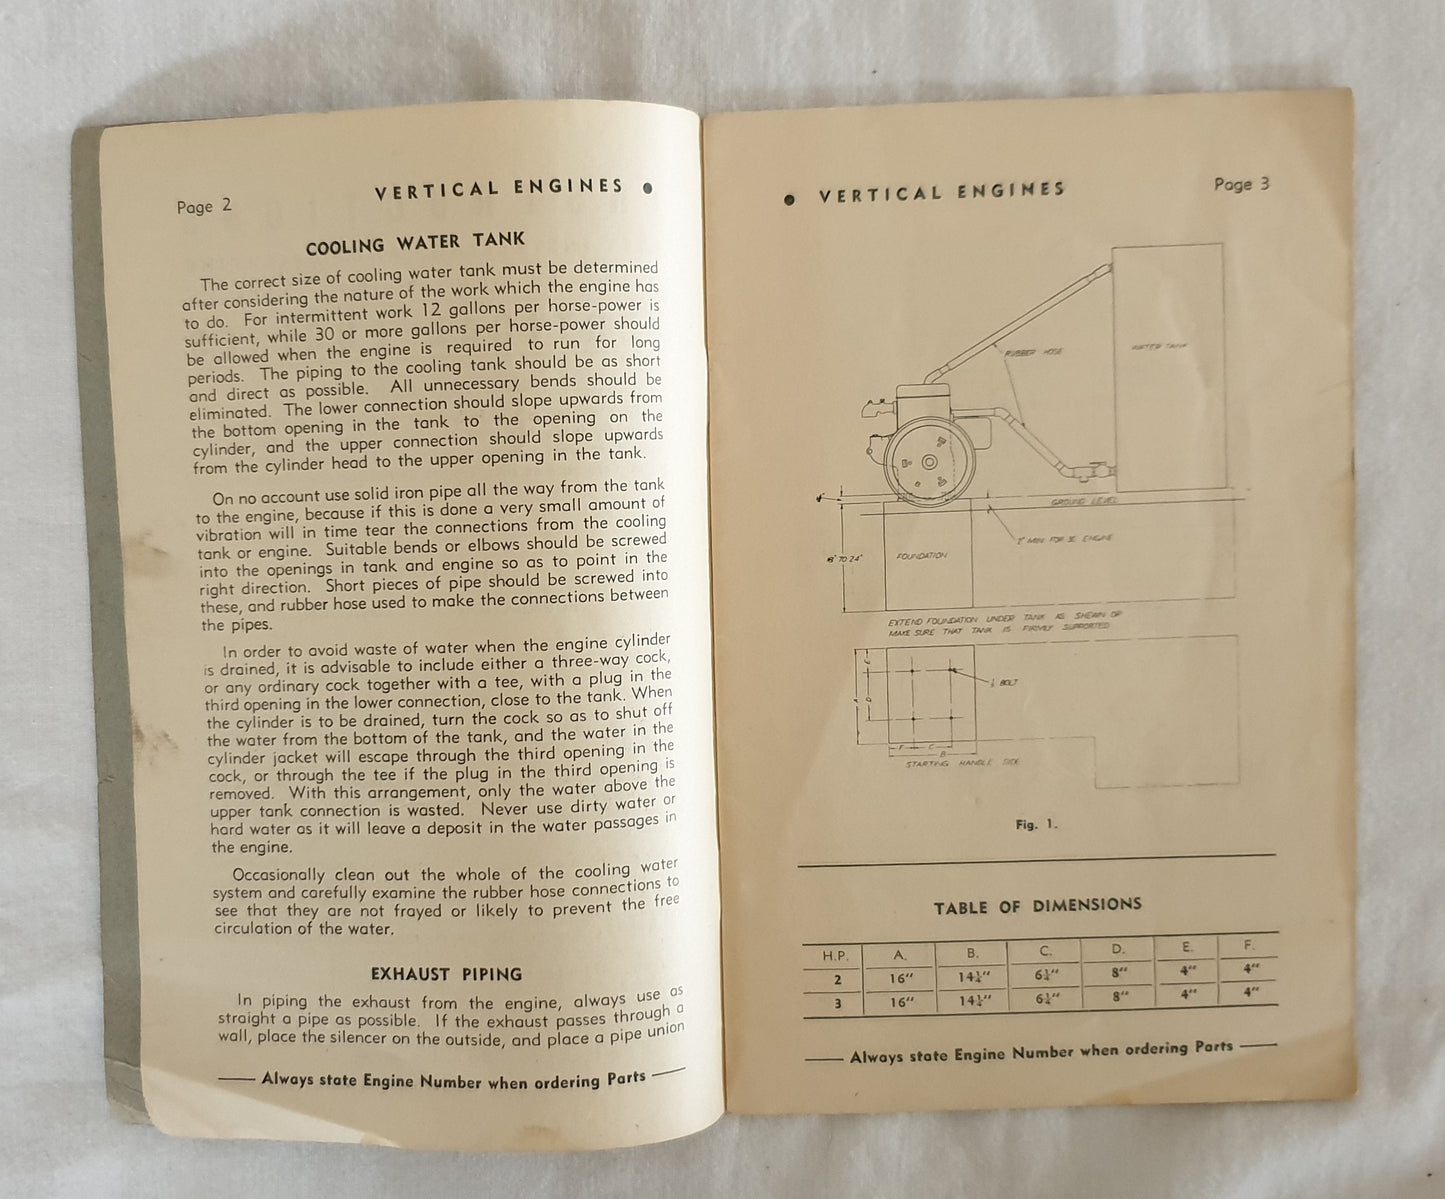 Page 2
VERTICAL ENGINES ●
COOLING WATER TANK
The correct size of cooling water tank must be determined
after considering the nature of the work which the engine has
to do. For intermittent work 12 gallons per horse-power is
sufficient, while 30 or more gallons per horse-power should
be allowed when the engine is required to run for long
periods. The piping to the cooling tank should be as short
and direct as possible. All unnecessary bends should be
eliminated. The lower connection should slope upwards from
the bottom opening in the tank to the opening on the
cylinder, and the upper connection should slope upwards
from the cylinder head to the upper opening in the tank.
On no account use solid iron pipe all the way from the tank
to the engine, because if this is done a very small amount of
vibration will in time tear the connections from the cooling
tank or engine. Suitable bends or elbows should be screwed
into the openings in tank and engine so as to point in the
right direction. Short pieces of pipe should be screwed into
these, and rubber hose used to make the connections between
the pipes.
In order to avoid waste of water when the engine cylinder
is drained, it is advisable to include either a three-way cock,
or any ordinary cock together with a tee, with a plug in the
third opening in the lower connection, close to the tank. When
the cylinder is to be drained, turn the cock so as to shut off
the water from the bottom of the tank, and the water in the
cylinder jacket will escape through the third opening in the
cock, or through the tee if the plug in the third opening is
removed. With this arrangement, only the water above the
upper tank connection is wasted. Never use dirty water or
hard water as it will leave a deposit in the water passages in
the engine.
Occasionally clean out the whole of the cooling water
system and carefully examine the rubber hose connections to
see that they are not frayed or likely to prevent the free
circulation of the water.
EXHAUST PIPING
In piping the exhaust from the engine, always use as
straight a pipe as possible. If the exhaust passes through a
wall, place the silencer on the outside, and place a pipe union
Always state Engine Number when ordering Parts
● VERTICAL ENGINES
Page 3
RUBBER HOSE
WATER TANK
GROUND LEVEL
MIN FOR ENGINE
FOUNDATION
18" TO 24"
EXTEND FOUNDATION UNDER TANK AS SHEWN OR
MAKE SURE THAT TANK IS FIRMLY SUPPORTED
BOLT
A
D
F C
B
STARTING HANDLE SIDE
Fig. 1.
TABLE OF DIMENSIONS
H.P. A. B. C. D. E. F.
2 16" 14¼" 6¼" 8" 4" 4"
3 16" 14¼" 6¼" 8" 4" 4"
Always state Engine Number when ordering Parts